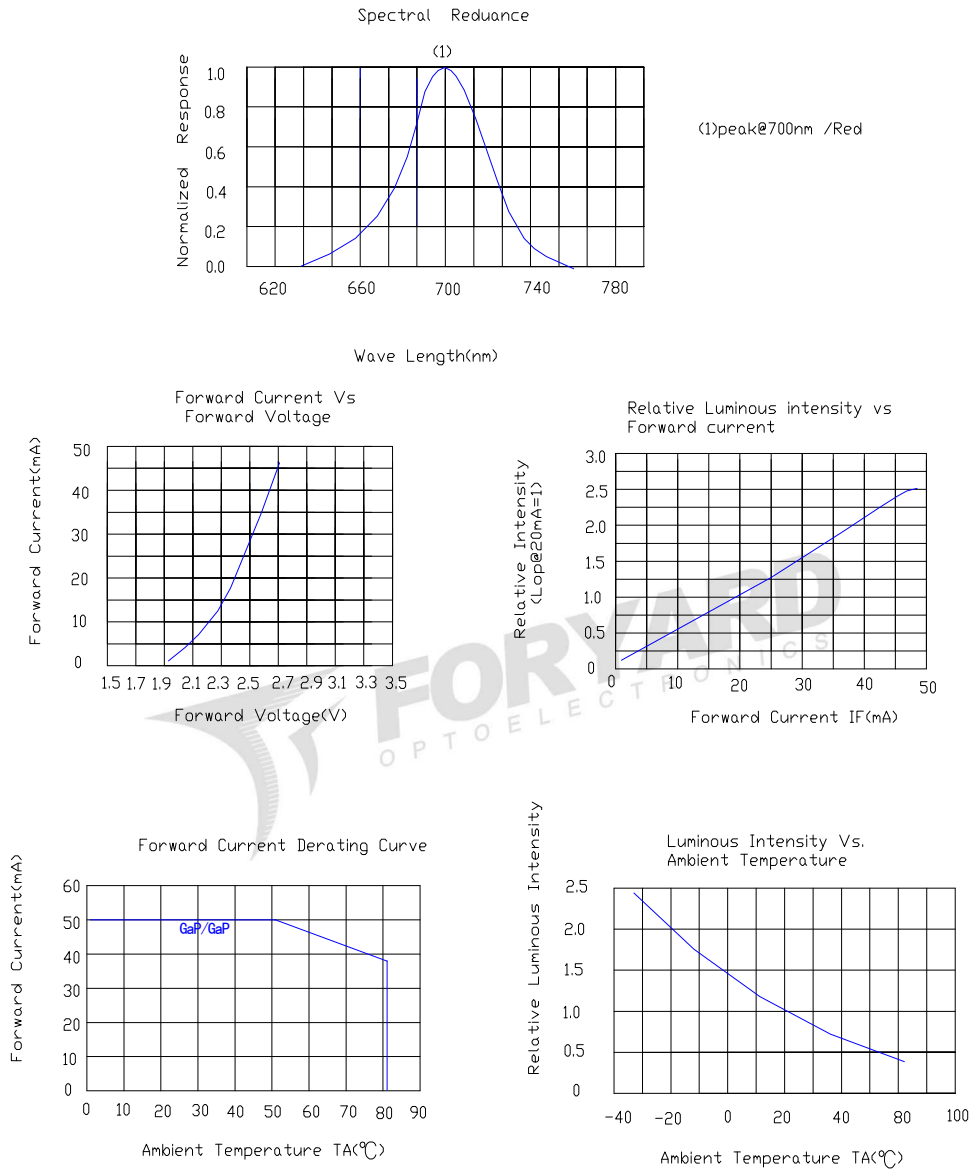 Spectral Reduance
(1)
Normalized Response
1.0
0.8
0.6
0.4
0.2
0.0
620 660 700 740 780
Wave Length(nm)
(1)peak@700nm /Red
Forward Current Vs
Forward Voltage
Forward Current(mA)
50
40
30
20
10
0
1.5 1.7 1.9 2.1 2.3 2.5 2.7 2.9 3.1 3.3 3.5
Forward Voltage(V)
Relative Luminous intensity vs
Forward current
Relative Intensity
(Lop@20mA=1)
3.0
2.5
2.0
1.5
1.0
0.5
0
0 10 20 30 40 50
Forward Current IF(mA)
FORYARD
OPTOELECTRONICS
Forward Current Derating Curve
Forward Current(mA)
60
50
40
30
20
10
0
GaP/GaP
0 10 20 30 40 50 60 70 80 90
Ambient Temperature TA(℃)
Luminous Intensity Vs.
Ambient Temperature
Relative Luminous Intensity
2.5
2.0
1.5
1.0
0.5
0
-40 -20 0 20 40 60 80 100
Ambient Temperature TA(℃)